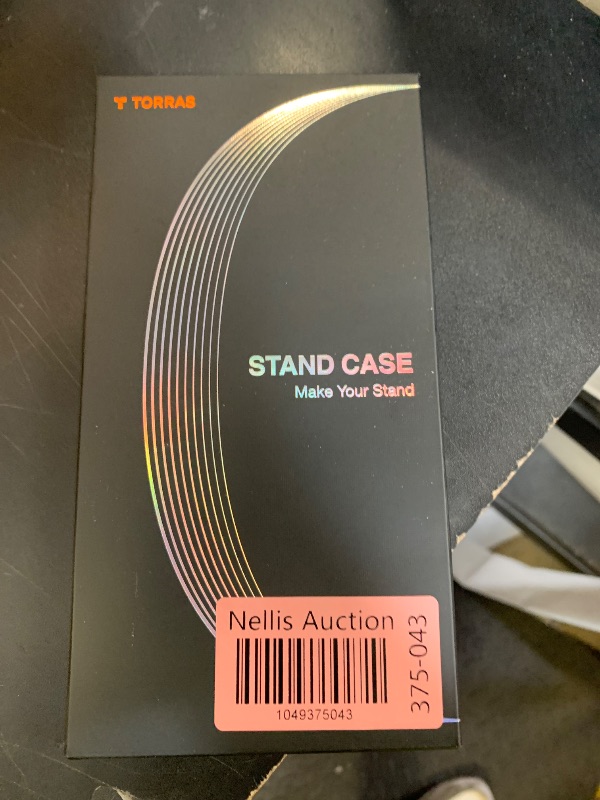 TORRAS
STAND CASE
Make Your Stand
Nellis Auction
375-043
1049375043